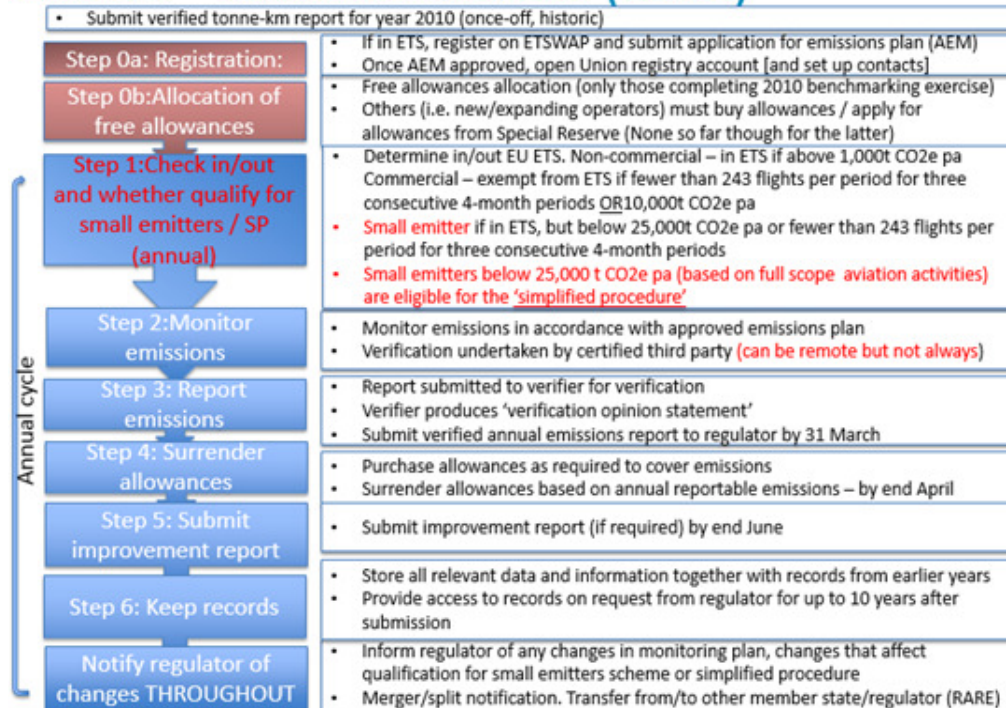 • Submit verified tonne-km report for year 2010 (once-off, historic)
Step 0a: Registration:
• If in ETS, register on ETSWAP and submit application for emissions plan (AEM)
• Once AEM approved, open Union registry account [and set up contacts]
Step 0b:Allocation of
free allowances
• Free allowances allocation (only those completing 2010 benchmarking exercise)
• Others (i.e. new/expanding operators) must buy allowances / apply for
allowances from Special Reserve (None so far though for the latter)
Annual cycle
Step 1:Check in/out
and whether qualify for
small emitters / SP
(annual)
• Determine in/out EU ETS. Non-commercial – in ETS if above 1,000t CO2e pa
Commercial – exempt from ETS if fewer than 243 flights per period for three
consecutive 4-month periods OR10,000t CO2e pa
• Small emitter if in ETS, but below 25,000t CO2e pa or fewer than 243 flights per
period for three consecutive 4-month periods
• Small emitters below 25,000 t CO2e pa (based on full scope aviation activities)
are eligible for the ‘simplified procedure’
Step 2:Monitor
emissions
• Monitor emissions in accordance with approved emissions plan
• Verification undertaken by certified third party (can be remote but not always)
Step 3: Report
emissions
• Report submitted to verifier for verification
• Verifier produces ‘verification opinion statement’
• Submit verified annual emissions report to regulator by 31 March
Step 4: Surrender
allowances
• Purchase allowances as required to cover emissions
• Surrender allowances based on annual reportable emissions – by end April
Step 5: Submit
improvement report
• Submit improvement report (if required) by end June
Step 6: Keep records
• Store all relevant data and information together with records from earlier years
• Provide access to records on request from regulator for up to 10 years after
submission
Notify regulator of
changes THROUGHOUT
• Inform regulator of any changes in monitoring plan, changes that affect
qualification for small emitters scheme or simplified procedure
• Merger/split notification. Transfer from/to other member state/regulator (RARE)